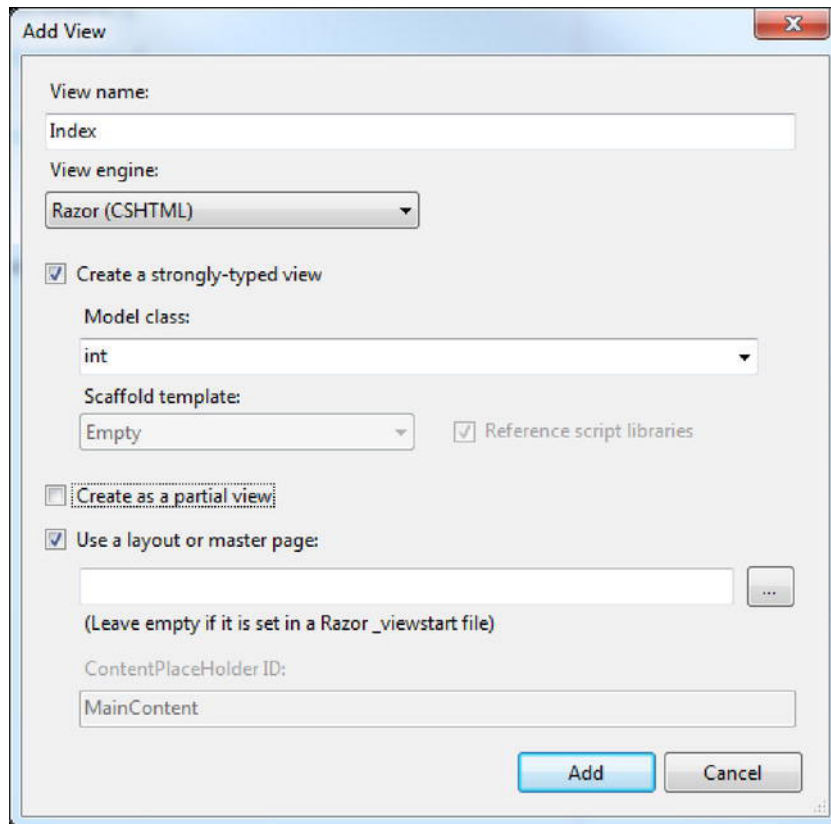 Add View
View name:
Index
View engine:
Razor (CSHTML)
Create a strongly-typed view
Model class:
int
Scaffold template:
Empty
Reference script libraries
Create as a partial view
Use a layout or master page:
...
(Leave empty if it is set in a Razor _viewstart file)
ContentPlaceHolder ID:
MainContent
Add
Cancel